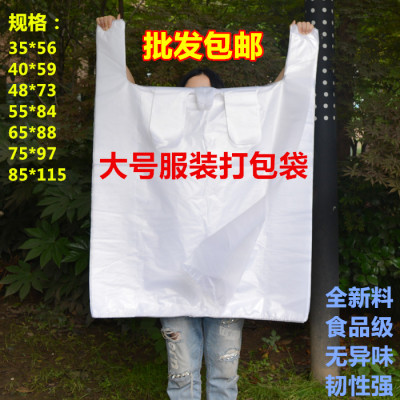 规格：
35*56
40*59
48*73
55*84
65*88
75*97
85*115
批发包邮
大号服装打包袋
全新料
食品级
无异味
韧性强